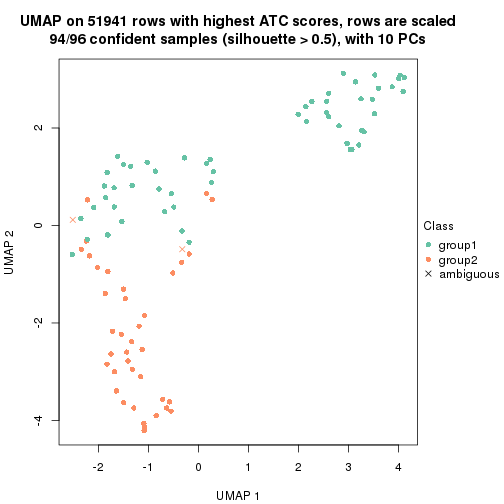 UMAP on 51941 rows with highest ATC scores, rows are scaled
94/96 confident samples (silhouette > 0.5), with 10 PCs
2
0
-2
-4
UMAP 2
-2
-1
0
1
2
3
4
UMAP 1
Class
group1
group2
ambiguous